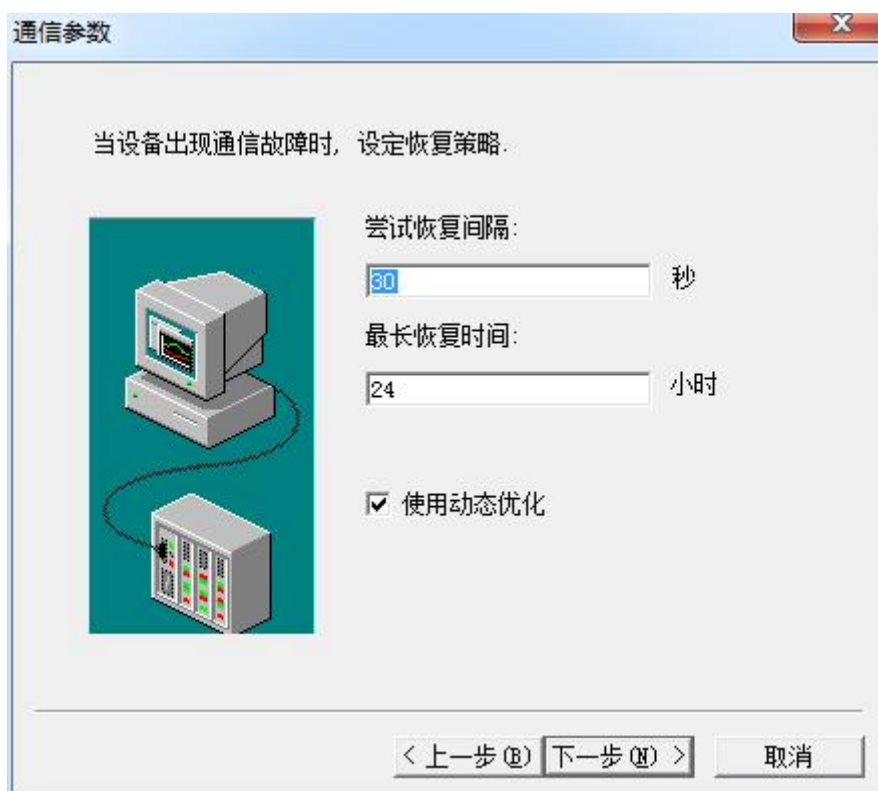 通信参数
当设备出现通信故障时, 设定恢复策略.
尝试恢复间隔:
30 秒
最长恢复时间:
24 小时
使用动态优化
< 上一步(B) 下一步(N) > 取消